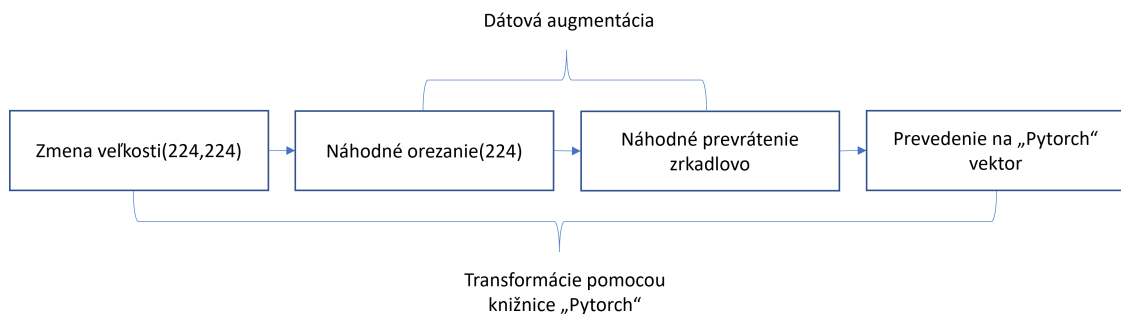 Dátová augmentácia
Zmena veľkosti(224,224)
Náhodné orezanie(224)
Náhodné prevrátenie
zrkadlovo
Prevedenie na „Pytorch“
vektor
Transformácie pomocou
knižnice „Pytorch“